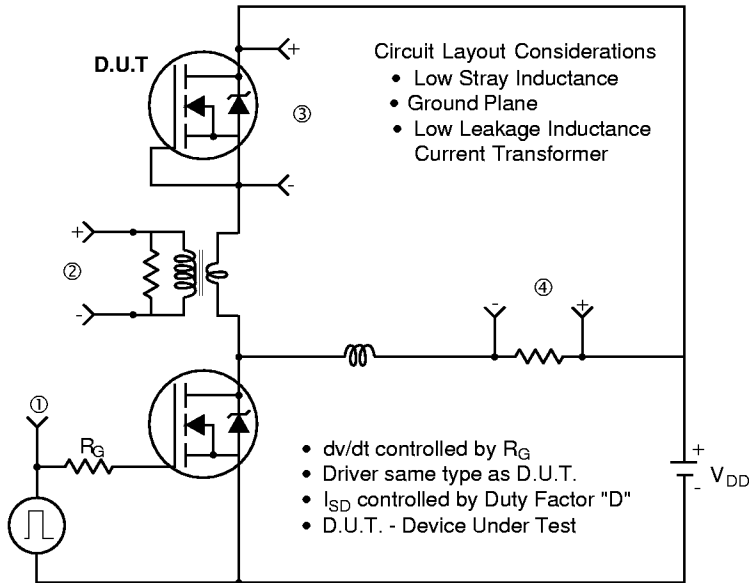 D.U.T
+
③
-
Circuit Layout Considerations
• Low Stray Inductance
• Ground Plane
• Low Leakage Inductance
Current Transformer
+
②
-
④
-
+
①
RG
• dv/dt controlled by RG
• Driver same type as D.U.T.
• ISD controlled by Duty Factor "D"
• D.U.T. - Device Under Test
+
VDD
-